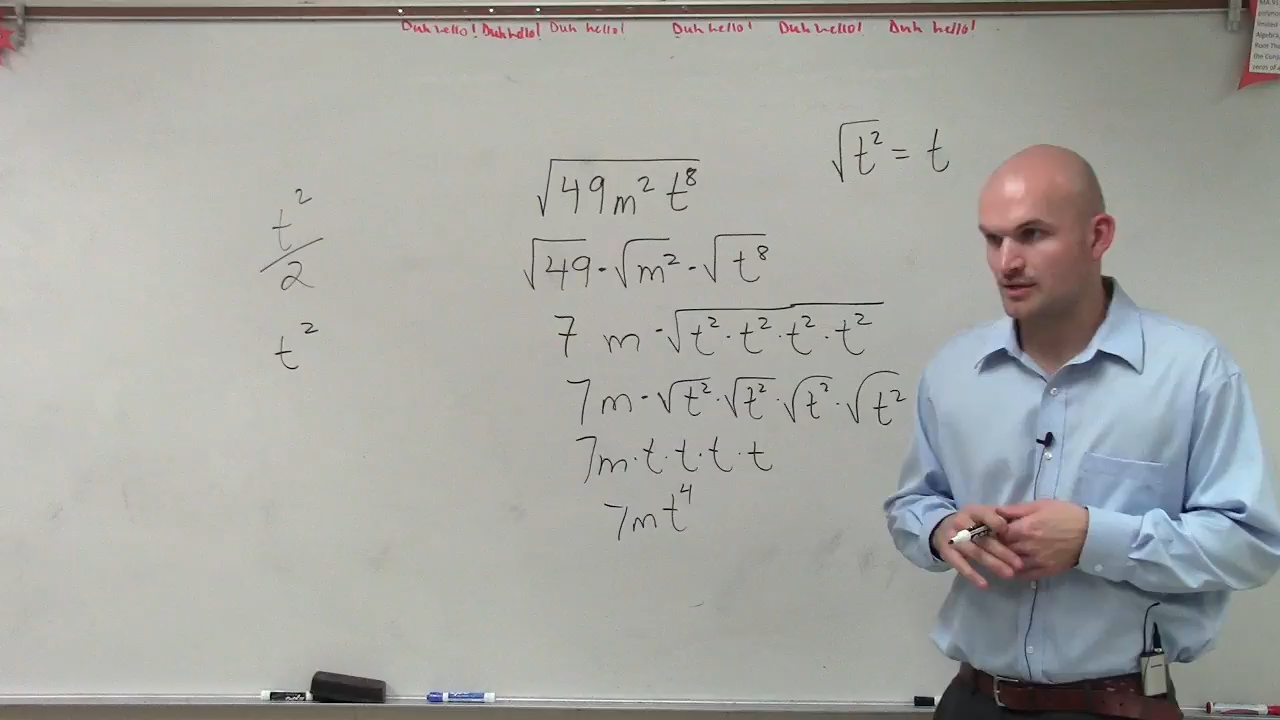 Duh hello! Duh hello! Duh hello! Duh hello! Duh hello! Duh hello!
√t² = t
t²/2
t²
√49m²t⁸
√49 · √m² · √t⁸
7 m · √t² · t² · t² · t²
7m · √t² · √t² · √t² · √t²
7m · t · t · t · t
7mt⁴